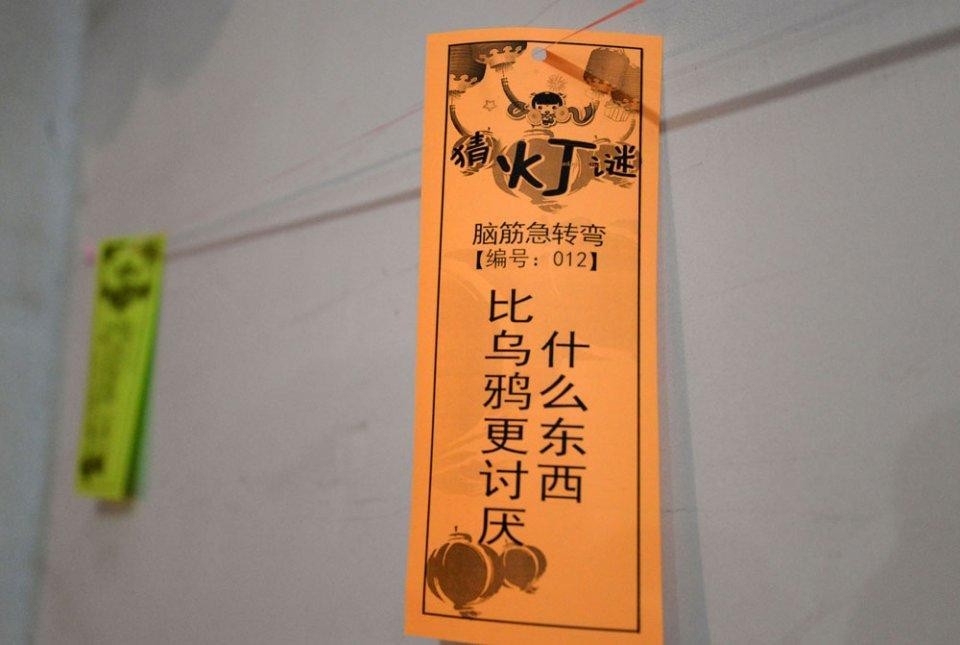 猜灯谜
脑筋急转弯
【编号：012】
什么东西
比乌鸦更讨厌